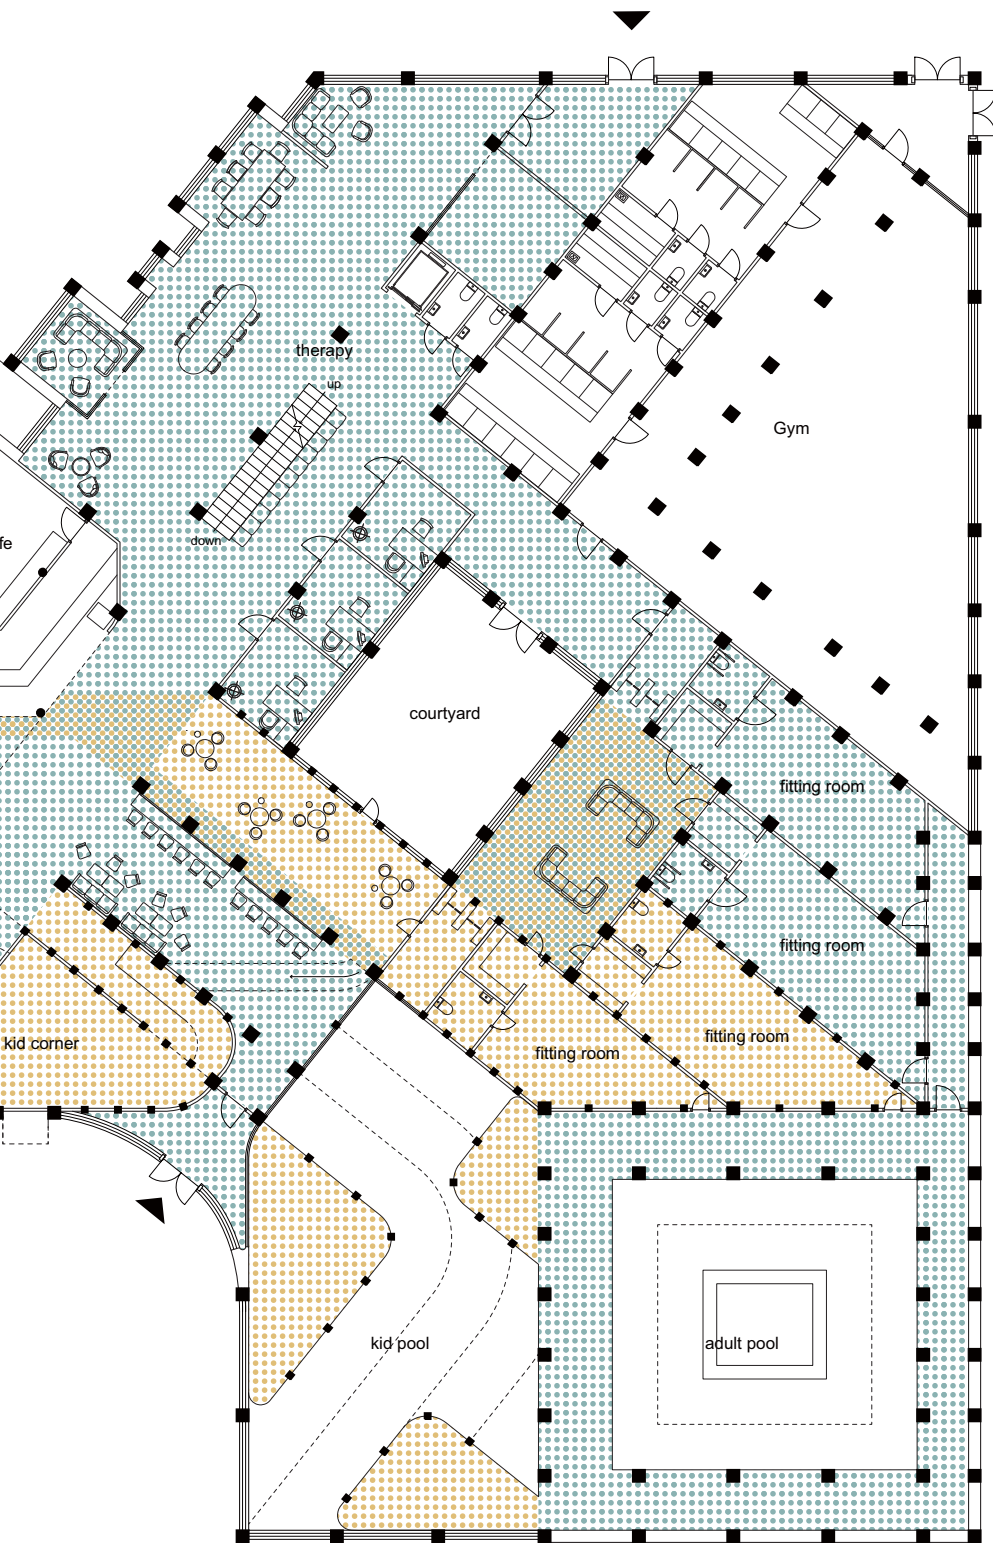 therapy
up
Gym
down
fe
courtyard
fitting room
fitting room
kid corner
fitting room
fitting room
kid pool
adult pool